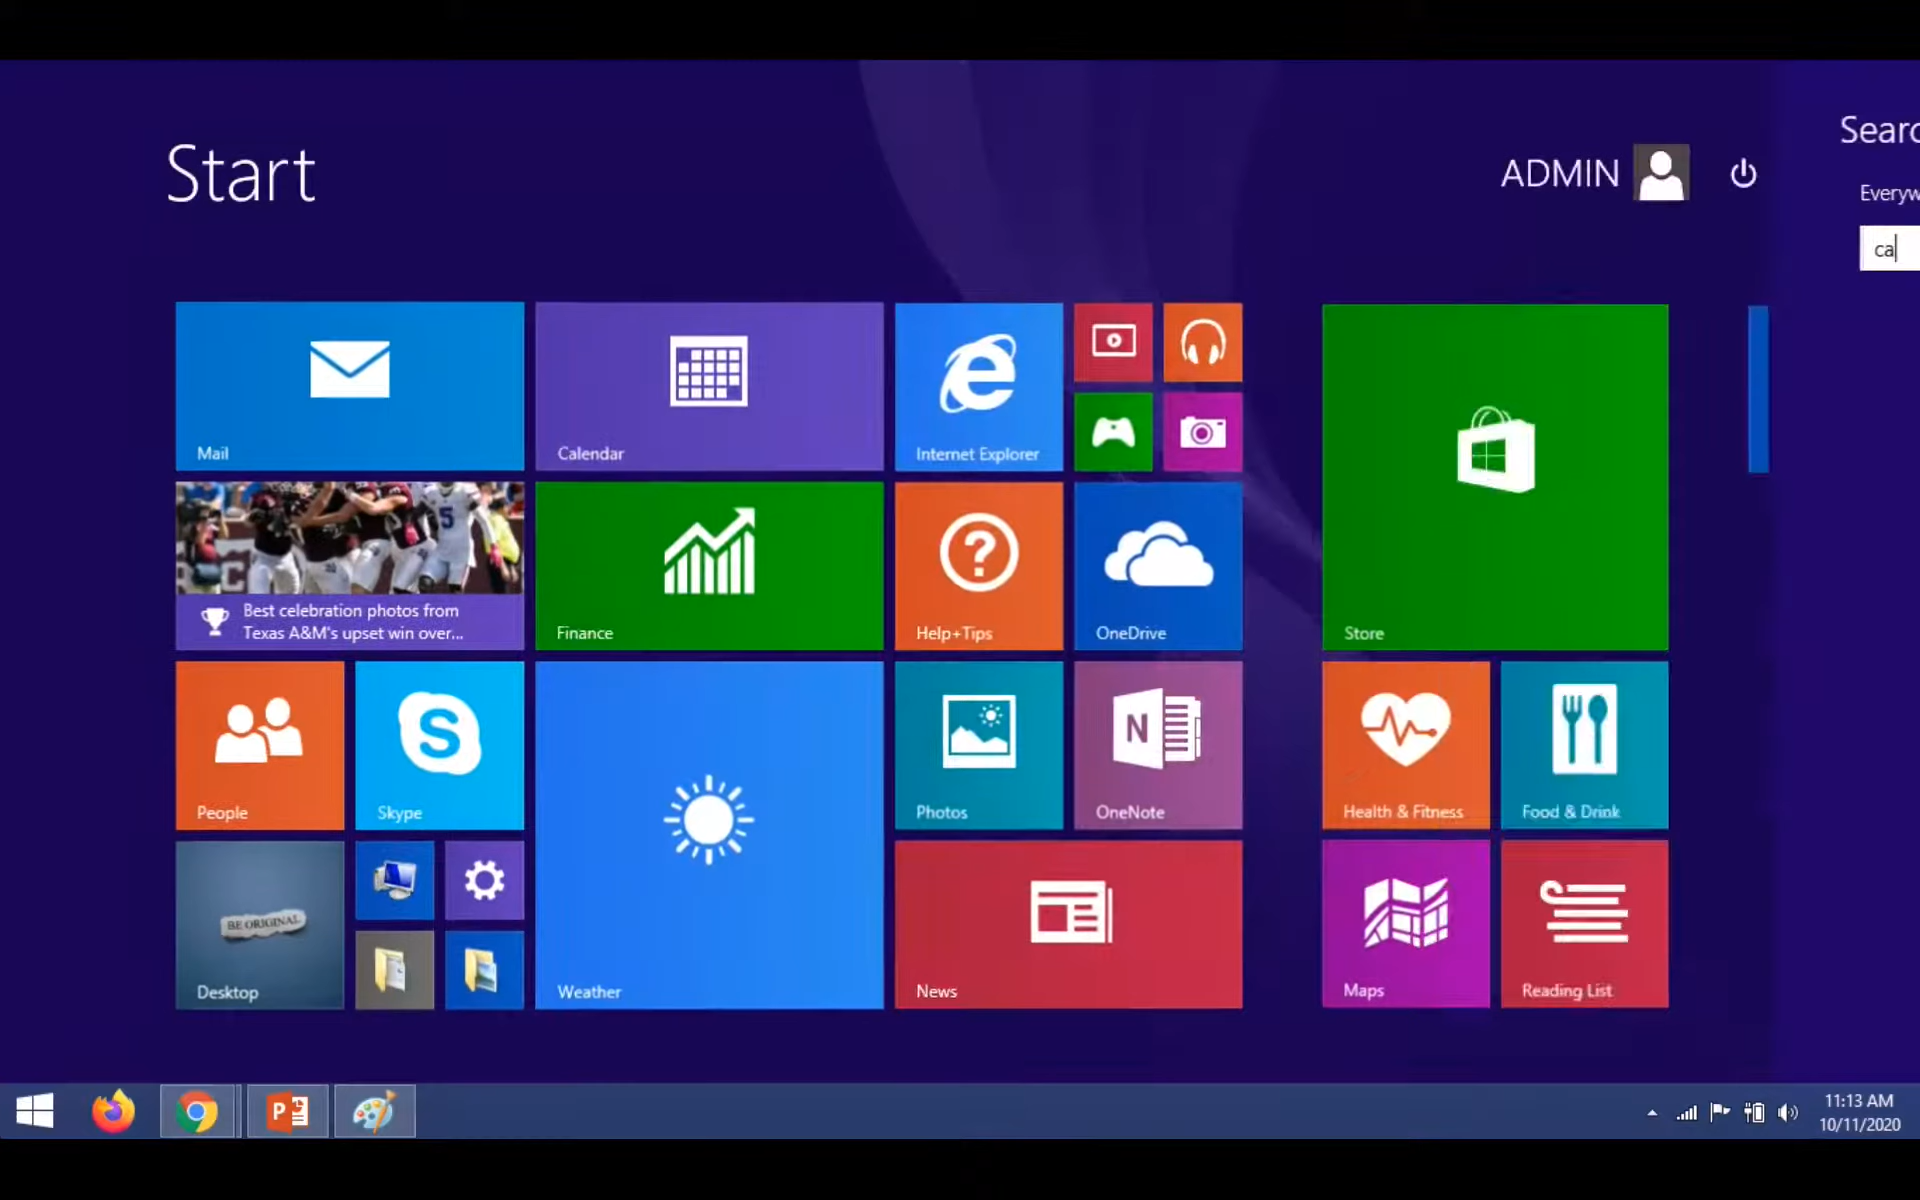 Start
ADMIN
Searc
Everyw
ca
Mail
Calendar
Internet Explorer
Best celebration photos from
Texas A&M's upset win over...
5
Finance
Help+Tips
OneDrive
Store
People
S
Skype
Photos
N
OneNote
Health & Fitness
Food & Drink
BE ORIGINAL
Desktop
Weather
News
Maps
Reading List
P
11:13 AM
10/11/2020